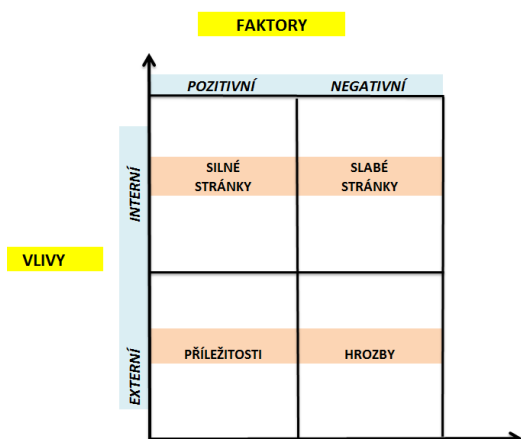 FAKTORY
POZITIVNÍ NEGATIVNÍ
INTERNÍ
SILNÉ
STRÁNKY
SLABÉ
STRÁNKY
VLIVY
EXTERNÍ
PŘÍLEŽITOSTI
HROZBY